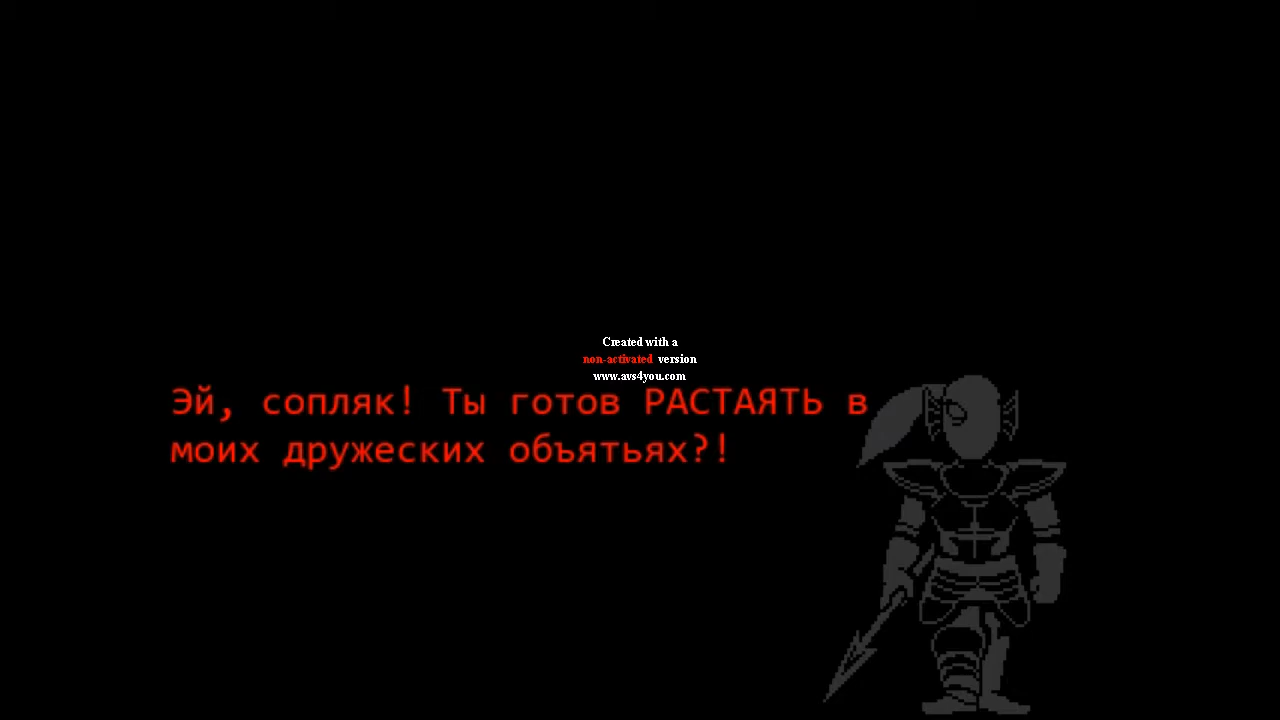 Created with a
non-activated version
www.avs4you.com
Эй, сопляк! Ты готов РАСТАЯТЬ в
моих дружеских объятьях?!